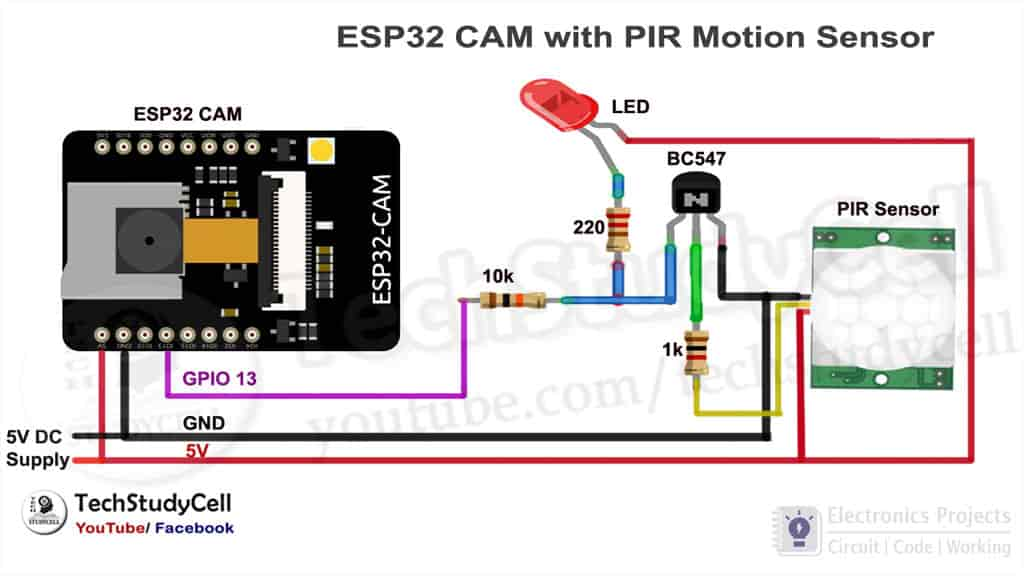 ESP32 CAM with PIR Motion Sensor
ESP32 CAM
LED
BC547
PIR Sensor
220
10k
ESP32-CAM
1k
GPIO 13
GND
5V DC
Supply
5V
TechStudyCell
youtube.com/techstudycell
TechStudyCell
YouTube/ Facebook
Electronics Projects
Circuit | Code | Working